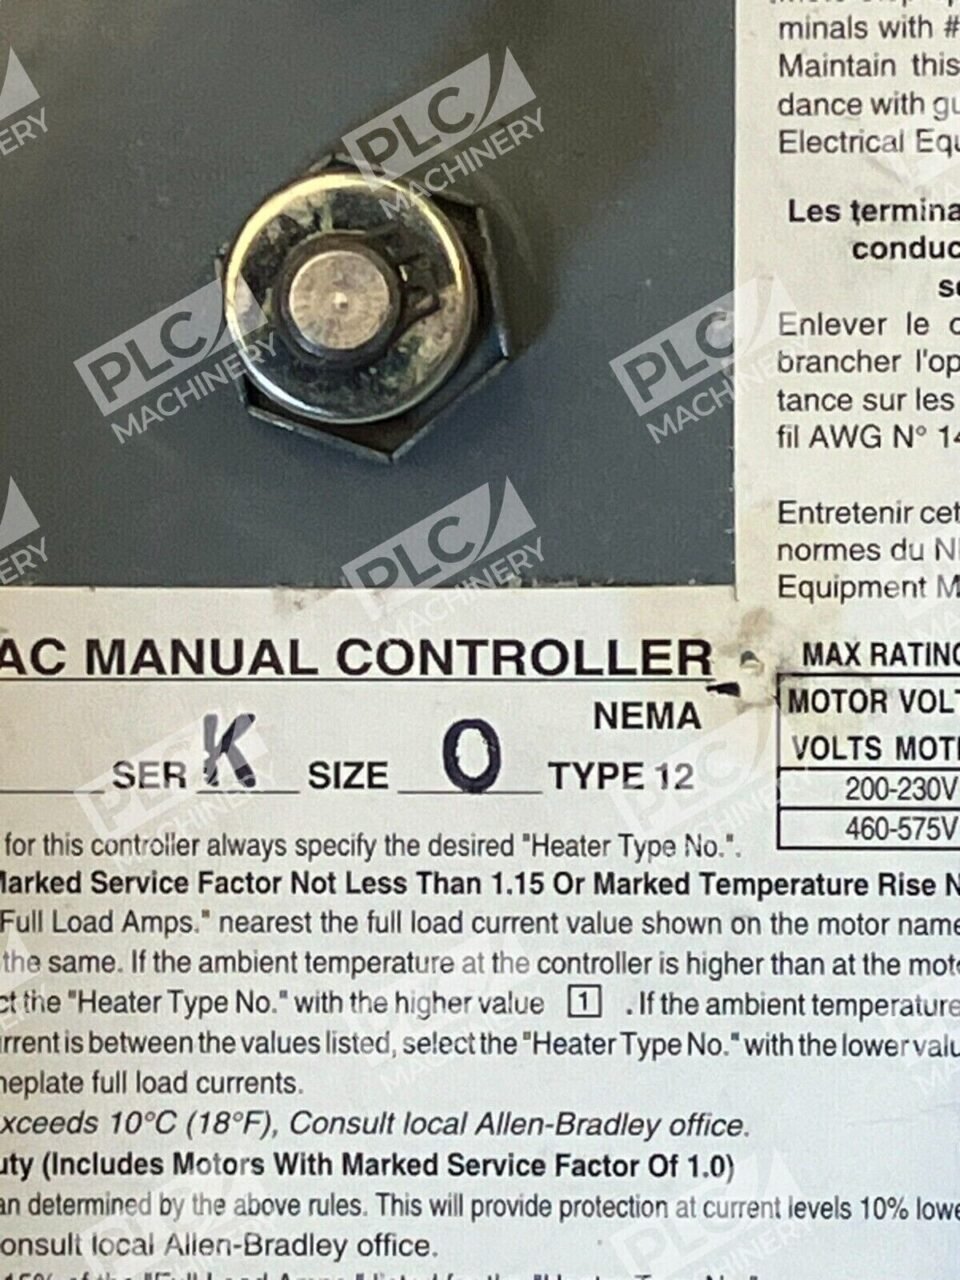 minals with #
Maintain this
dance with gu
Electrical Equ
Les termina
conduc
se
Enlever le c
brancher l'op
tance sur les
fil AWG N° 14
Entretenir cet
normes du N
Equipment M
AC MANUAL CONTROLLER
SER K SIZE 0 NEMA TYPE 12
MAX RATING
MOTOR VOLT
VOLTS MOT
200-230V
460-575V
for this controller always specify the desired "Heater Type No.".
Marked Service Factor Not Less Than 1.15 Or Marked Temperature Rise N
Full Load Amps." nearest the full load current value shown on the motor name
the same. If the ambient temperature at the controller is higher than at the mot
ct the "Heater Type No." with the higher value 1 . If the ambient temperature
rrent is between the values listed, select the "Heater Type No." with the lower valu
neplate full load currents.
xceeds 10°C (18°F), Consult local Allen-Bradley office.
uty (Includes Motors With Marked Service Factor Of 1.0)
an determined by the above rules. This will provide protection at current levels 10% lowe
onsult local Allen-Bradley office.
PLC MACHINERY